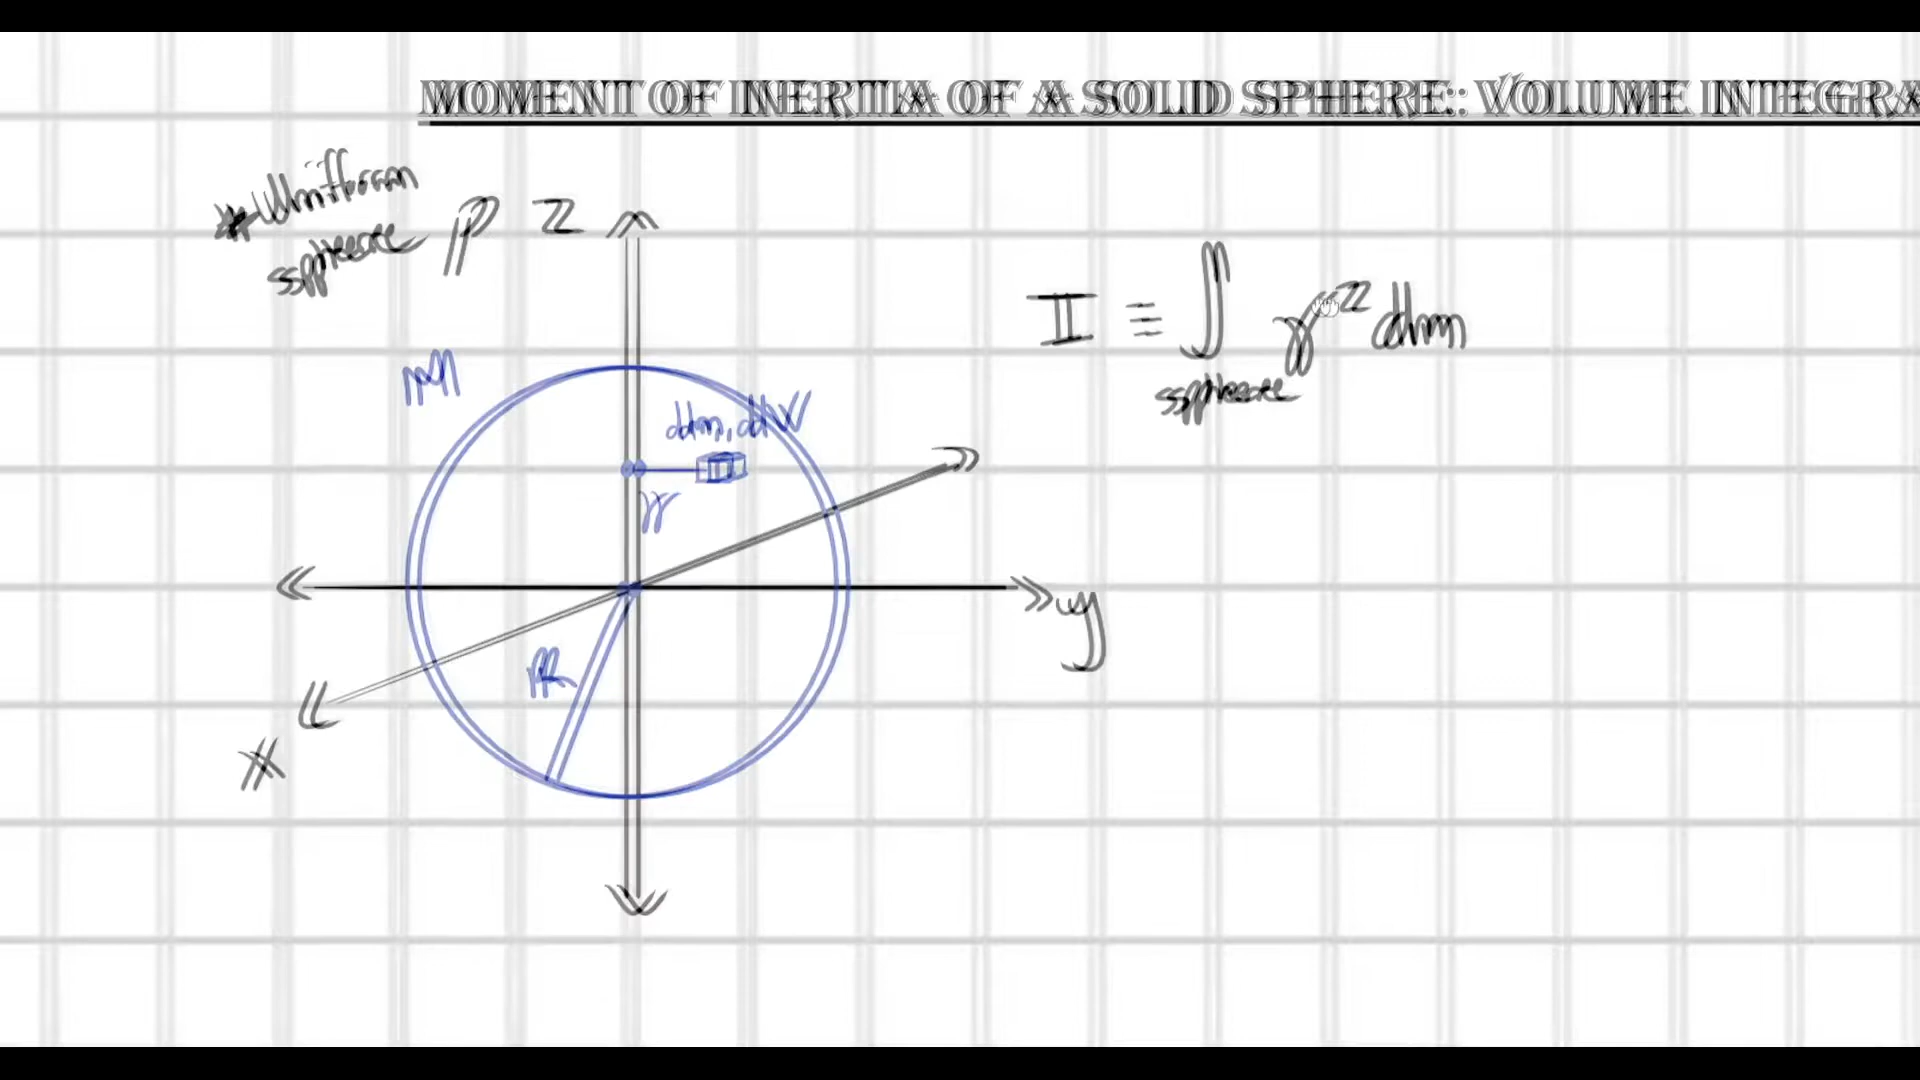 MOMENT OF INERTIA OF A SOLID SPHERE: VOLUME INTEGRA
*Uniform
sphere ρ
z
I ≡ ∫ r² dm
sphere
M
dm, dV
r
y
R
x